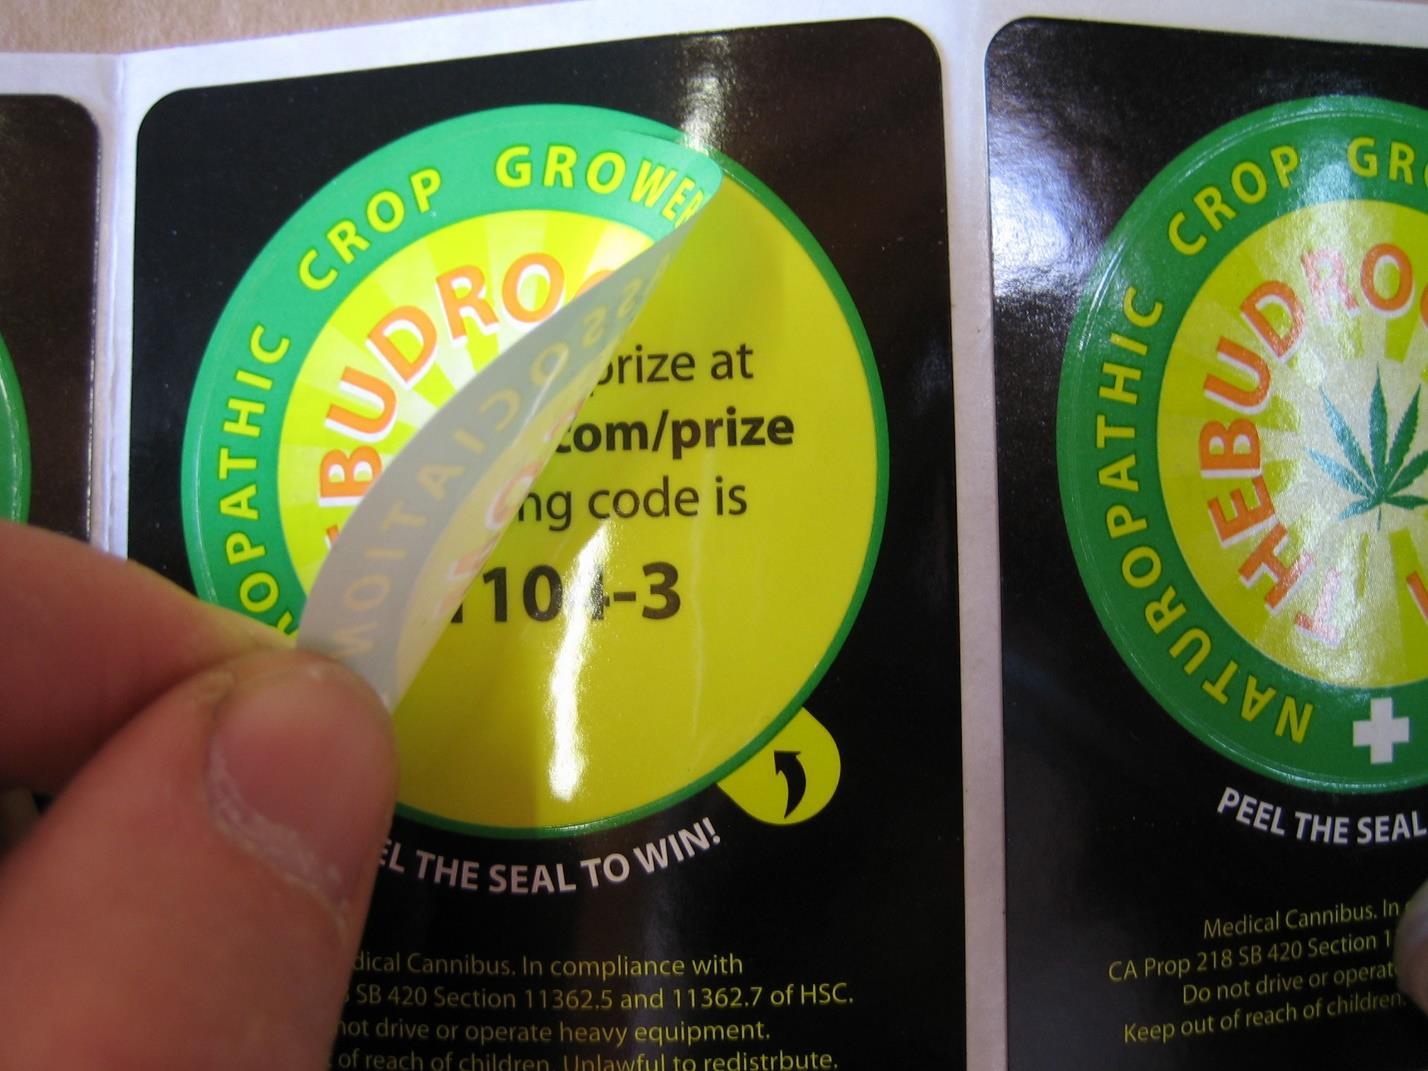 CROP GROWER
OPATHIC
BUDRO
SSOCIATION
prize at
com/prize
ng code is
1104-3
EL THE SEAL TO WIN!
dical Cannibus. In compliance with
SB 420 Section 11362.5 and 11362.7 of HSC.
not drive or operate heavy equipment.
of reach of children. Unlawful to redistrbute.
NATUROPATHIC CROP GRO
THEBUDRO
PEEL THE SEAL
Medical Cannibus. In
CA Prop 218 SB 420 Section 1
Do not drive or operat
Keep out of reach of children.